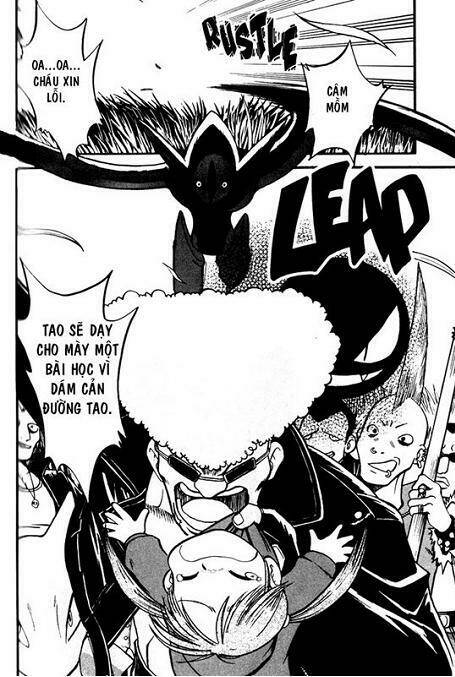 OA...OA...
CHÁU XIN
LỖI.
RUSTLE
CÂM
MỒM
LEAP
TAO SẼ DẠY
CHO MÀY MỘT
BÀI HỌC VÌ
DÁM CẢN
ĐƯỜNG TAO.